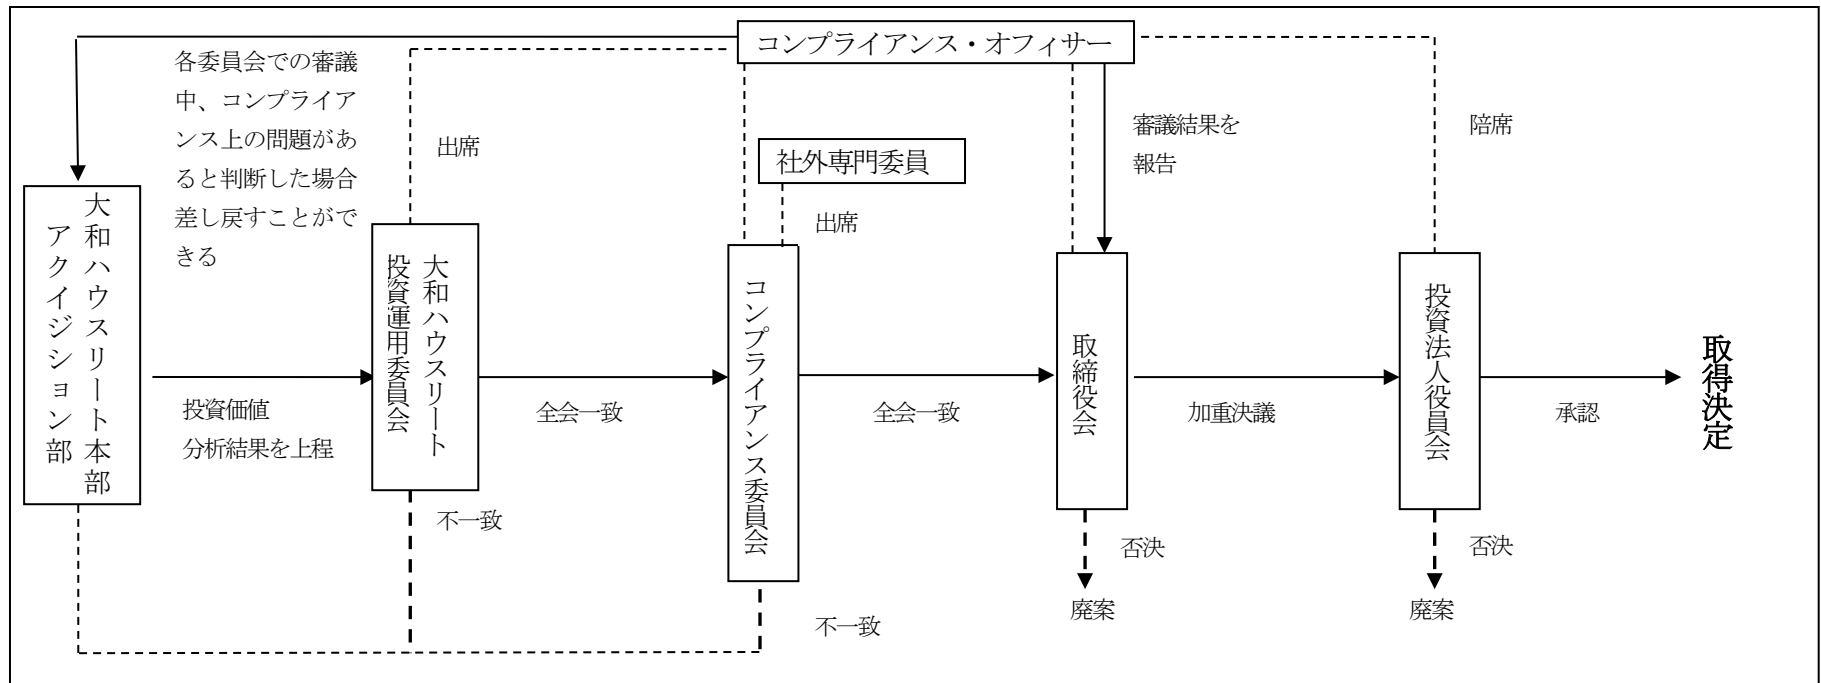 コンプライアンス・オフィサー
各委員会での審議
中、コンプライア
ンス上の問題があ
ると判断した場合
差し戻すことがで
きる
出席
社外専門委員
出席
審議結果を
報告
陪席
大和ハウスリート本部
アクイジション部
大和ハウスリート
投資運用委員会
コンプライアンス委員会
取締役会
投資法人役員会
取得決定
投資価値
分析結果を上程
全会一致
全会一致
加重決議
承認
不一致
不一致
否決
廃案
否決
廃案